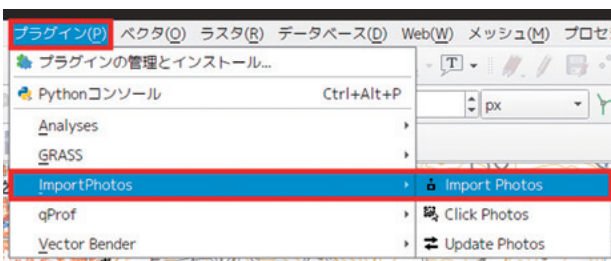 プラグイン(P) ベクタ(O) ラスタ(R) データベース(D) Web(W) メッシュ(M) プロセ
プラグインの管理とインストール...
Pythonコンソール Ctrl+Alt+P
px
Analyses
GRASS
ImportPhotos
Import Photos
qProf
Click Photos
Vector Bender
Update Photos